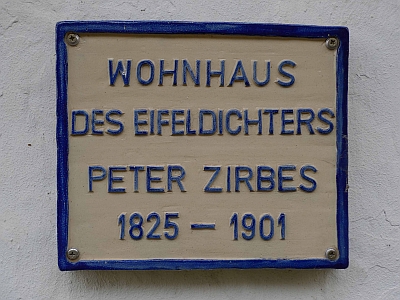 WOHNHAUS
DES EIFELDICHTERS
PETER ZIRBES
1825 – 1901